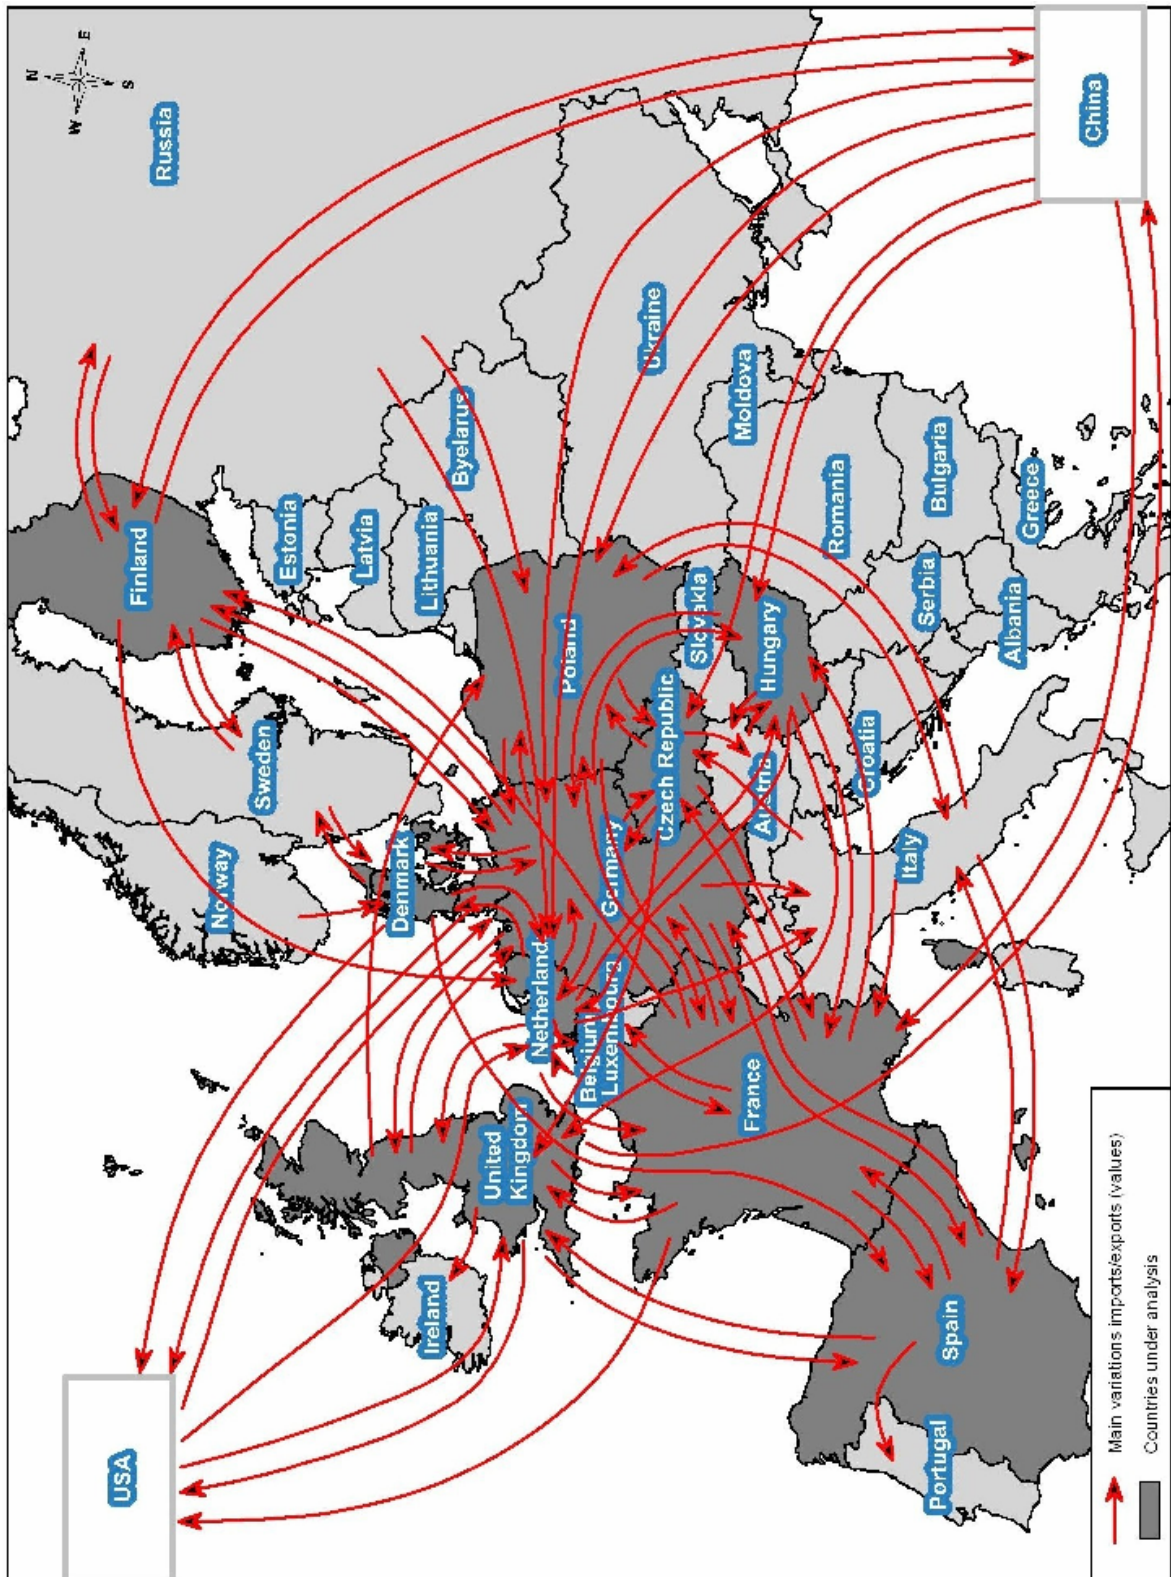 N
E
W
S
Russia
China
Finland
Estonia
Latvia
Lithuania
Byelarus
Ukraine
Moldova
Romania
Bulgaria
Greece
Serbia
Albania
Sweden
Norway
Denmark
Poland
Slovakia
Hungary
Czech Republic
Austria
Croatia
Italy
Germany
Netherland
Belgium
Luxembourg
France
United
Kingdom
Ireland
USA
Spain
Portugal
Main variations imports/exports (values)
Countries under analysis